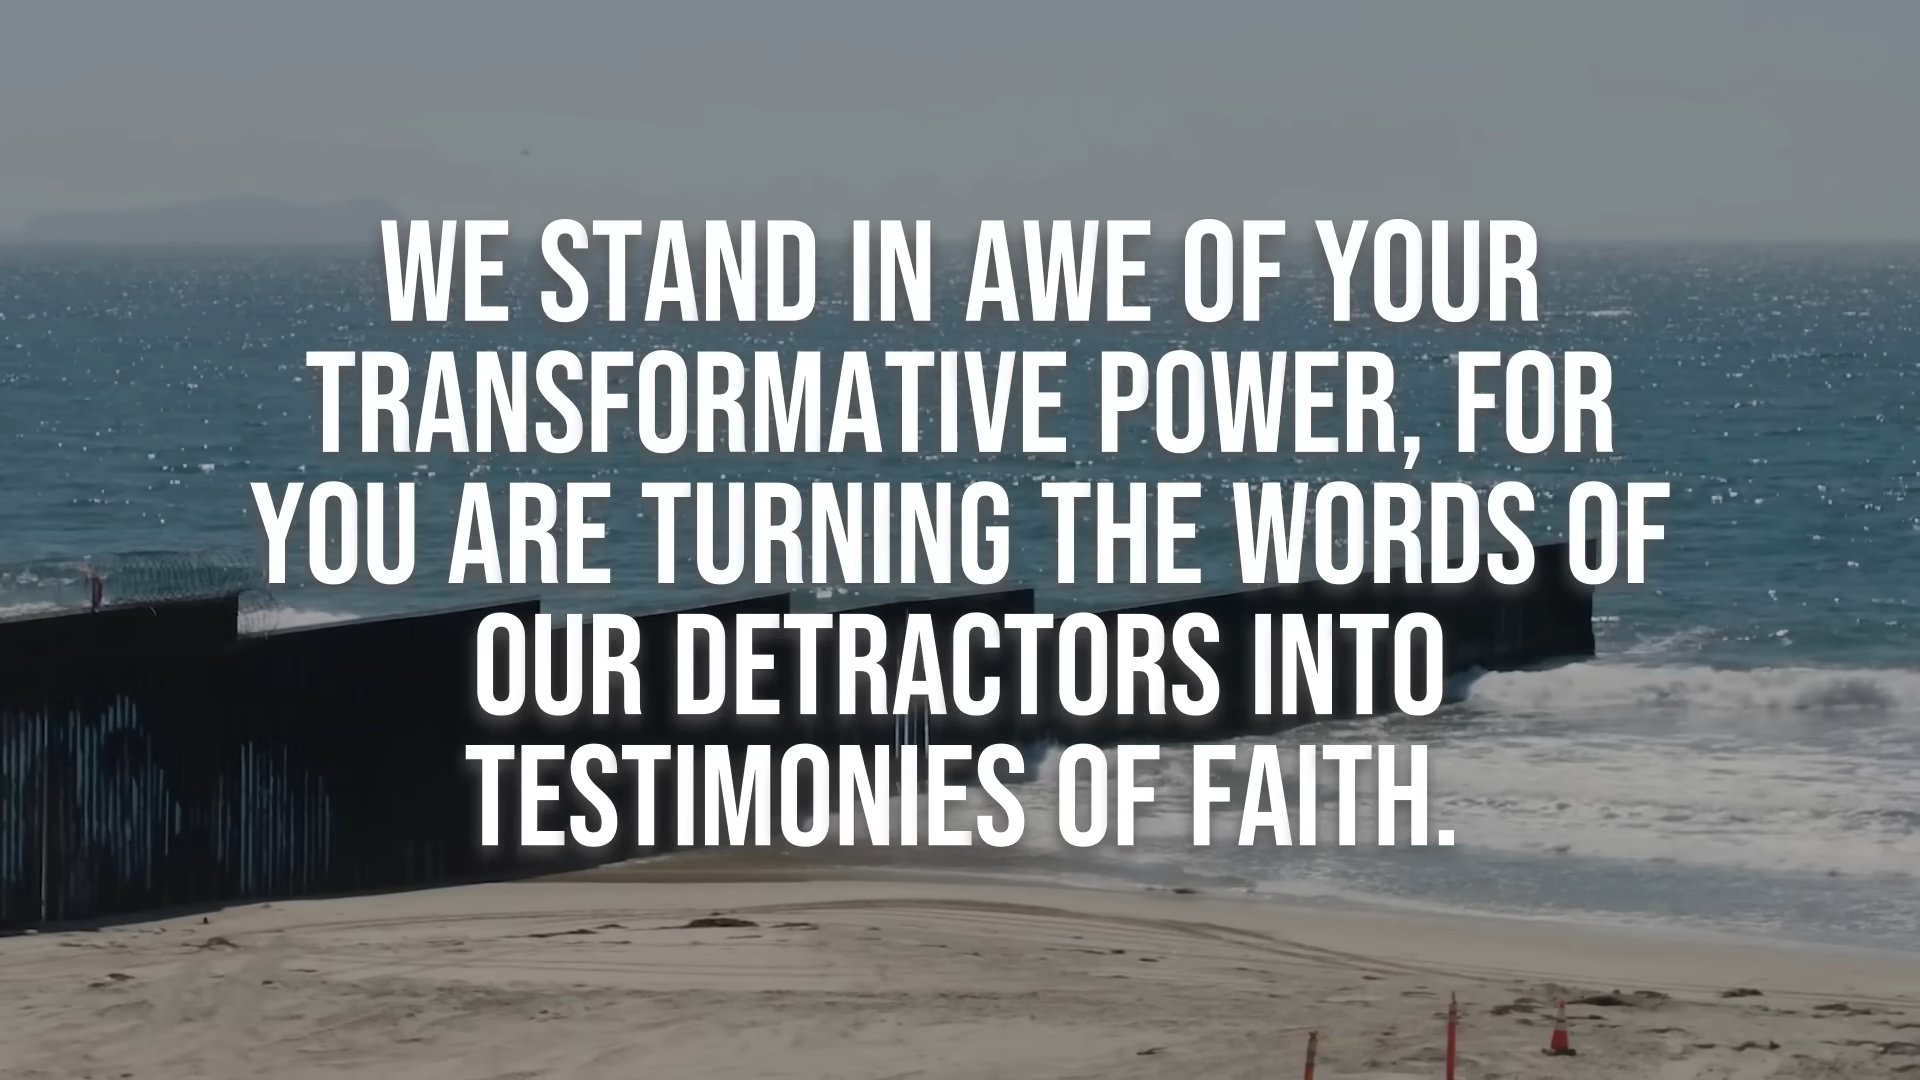 WE STAND IN AWE OF YOUR
TRANSFORMATIVE POWER, FOR
YOU ARE TURNING THE WORDS OF
OUR DETRACTORS INTO
TESTIMONIES OF FAITH.